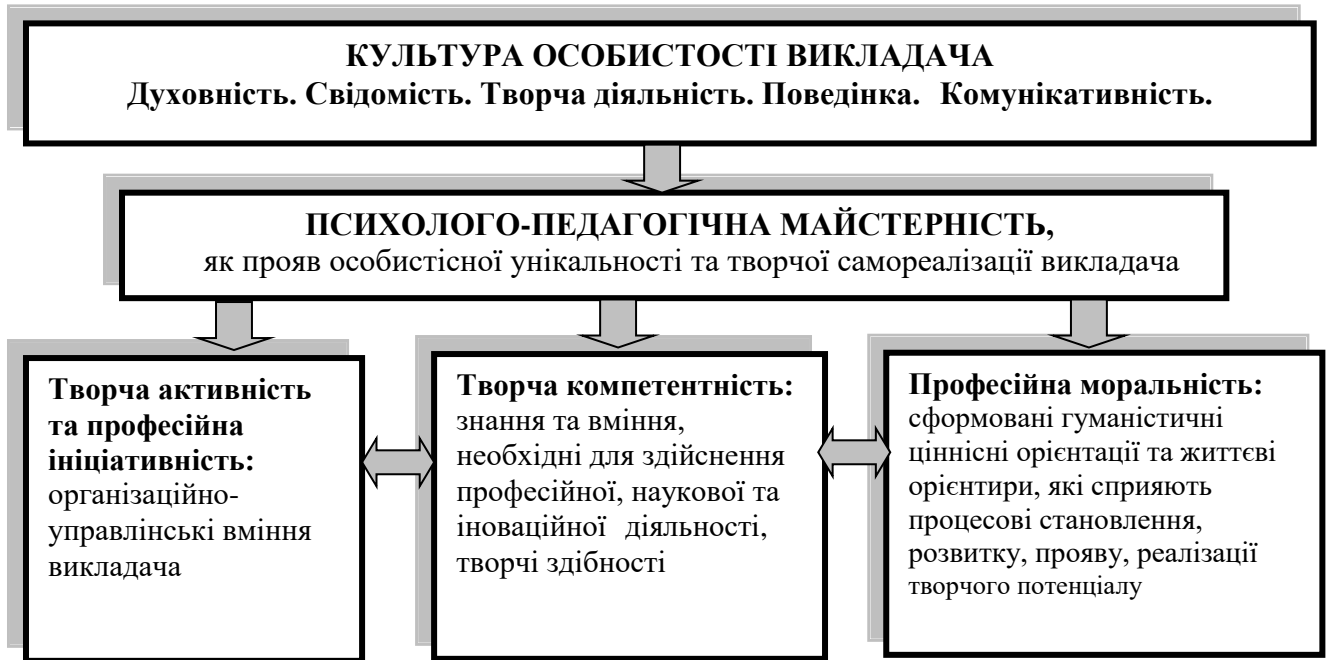 КУЛЬТУРА ОСОБИСТОСТІ ВИКЛАДАЧА
Духовність. Свідомість. Творча діяльність. Поведінка. Комунікативність.
ПСИХОЛОГО-ПЕДАГОГІЧНА МАЙСТЕРНІСТЬ,
як прояв особистісної унікальності та творчої самореалізації викладача
Творча активність
та професійна
ініціативність:
організаційно-
управлінські вміння
викладача
Творча компетентність:
знання та вміння,
необхідні для здійснення
професійної, наукової та
іноваційної діяльності,
творчі здібності
Професійна моральність:
сформовані гуманістичні
ціннісні орієнтації та життєві
орієнтири, які сприяють
процесові становлення,
розвитку, прояву, реалізації
творчого потенціалу